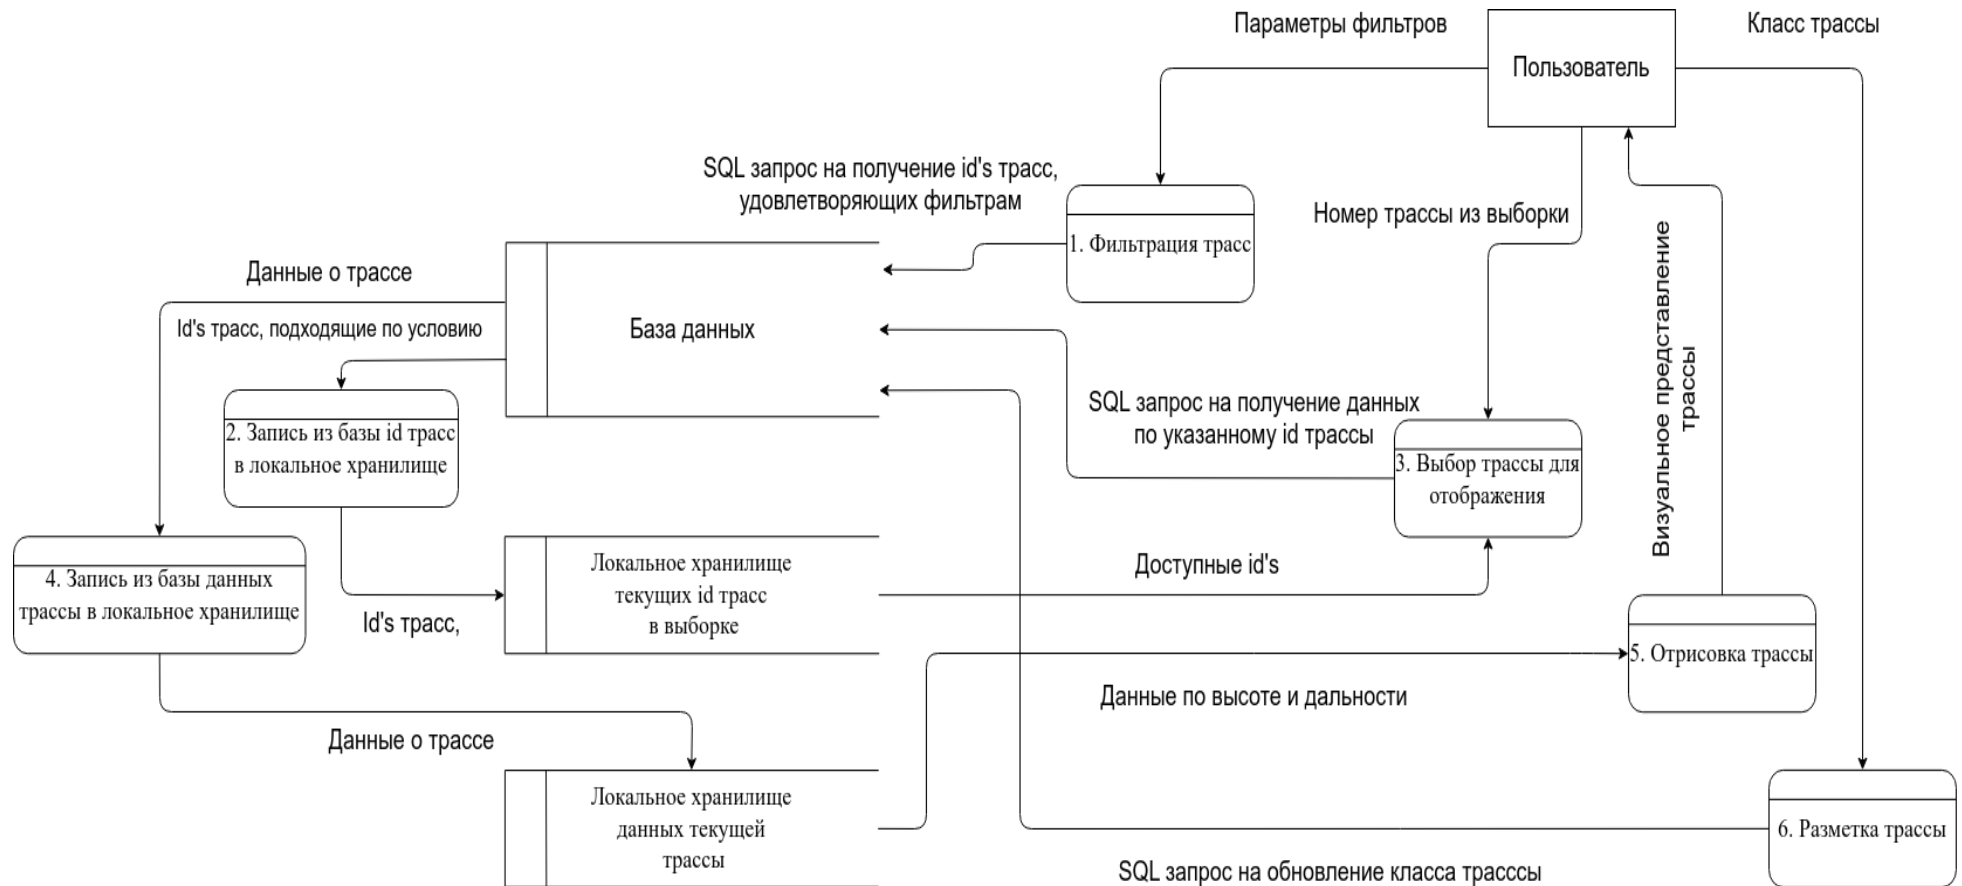 Параметры фильтров
Пользователь
Класс трассы
SQL запрос на получение id's трасс,
удовлетворяющих фильтрам
1. Фильтрация трасс
Номер трассы из выборки
Визуальное представление
трассы
Данные о трассе
Id's трасс, подходящие по условию
База данных
SQL запрос на получение данных
по указанному id трассы
2. Запись из базы id трасс
в локальное хранилище
3. Выбор трассы для
отображения
4. Запись из базы данных
трассы в локальное хранилище
Id's трасс,
Локальное хранилище
текущих id трасс
в выборке
Доступные id's
5. Отрисовка трассы
Данные по высоте и дальности
Данные о трассе
Локальное хранилище
данных текущей
трассы
6. Разметка трассы
SQL запрос на обновление класса трасссы